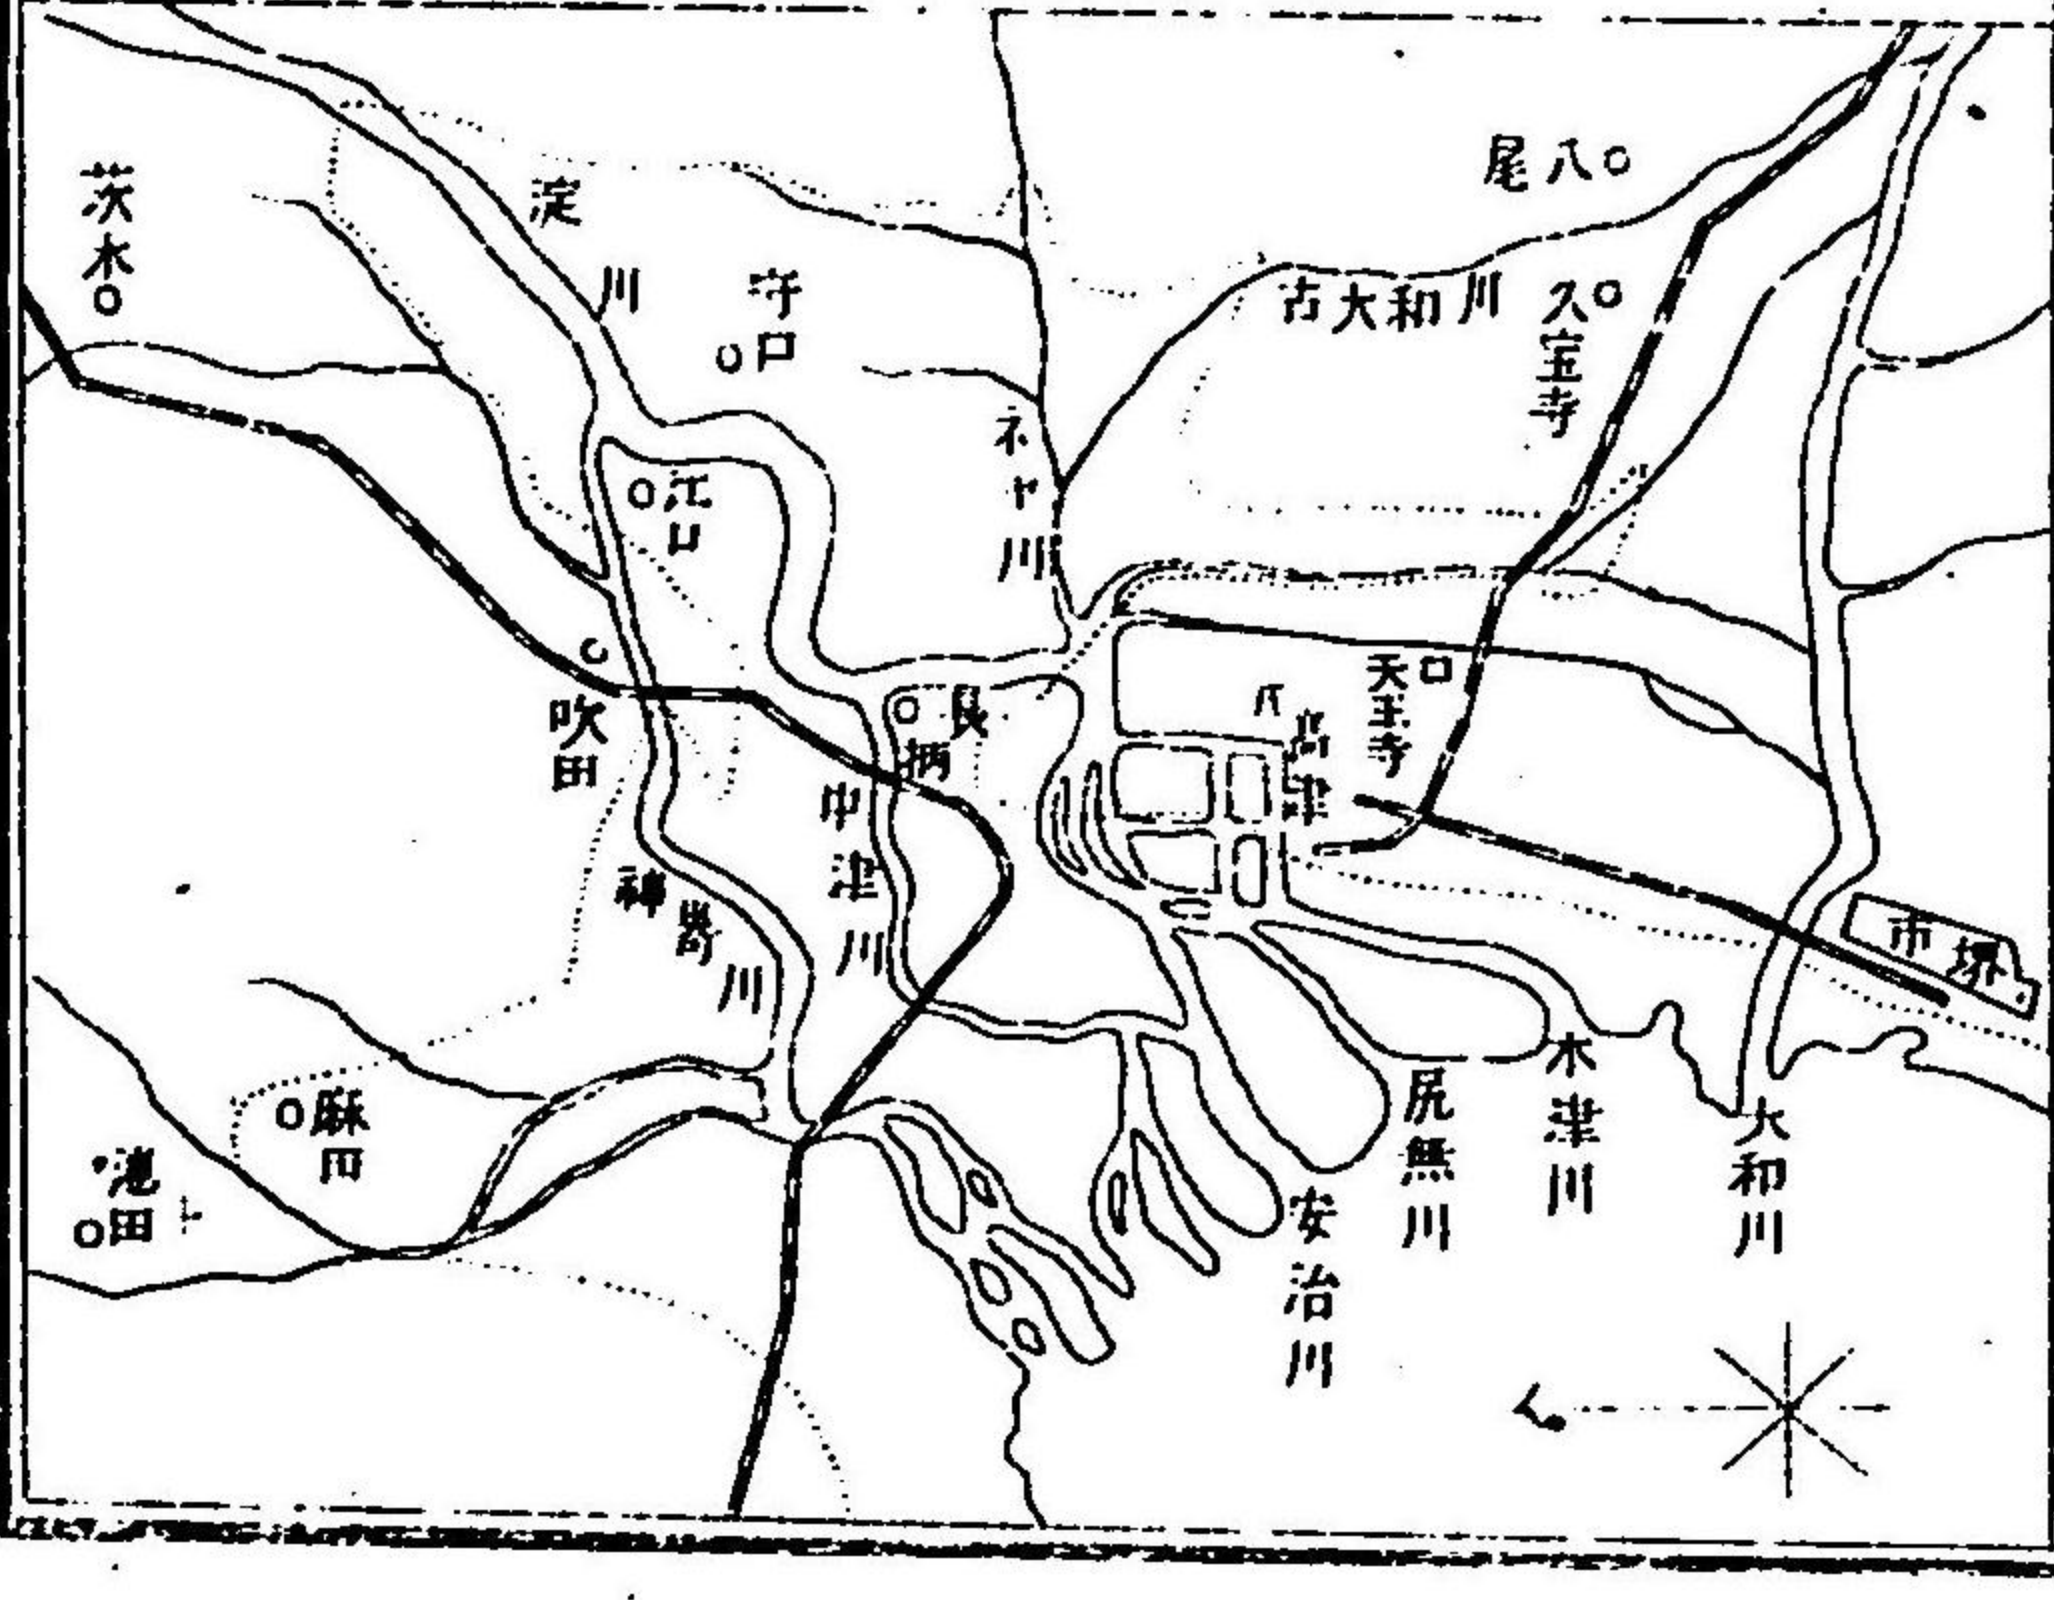 茨木
淀川
守口
尾八
古大和川
久宝寺
ネヤ川
江口
吹田
長柄
中津川
神崎川
高津
天王寺
市堺
麻田
池田
木津川
尻無川
安治川
大和川